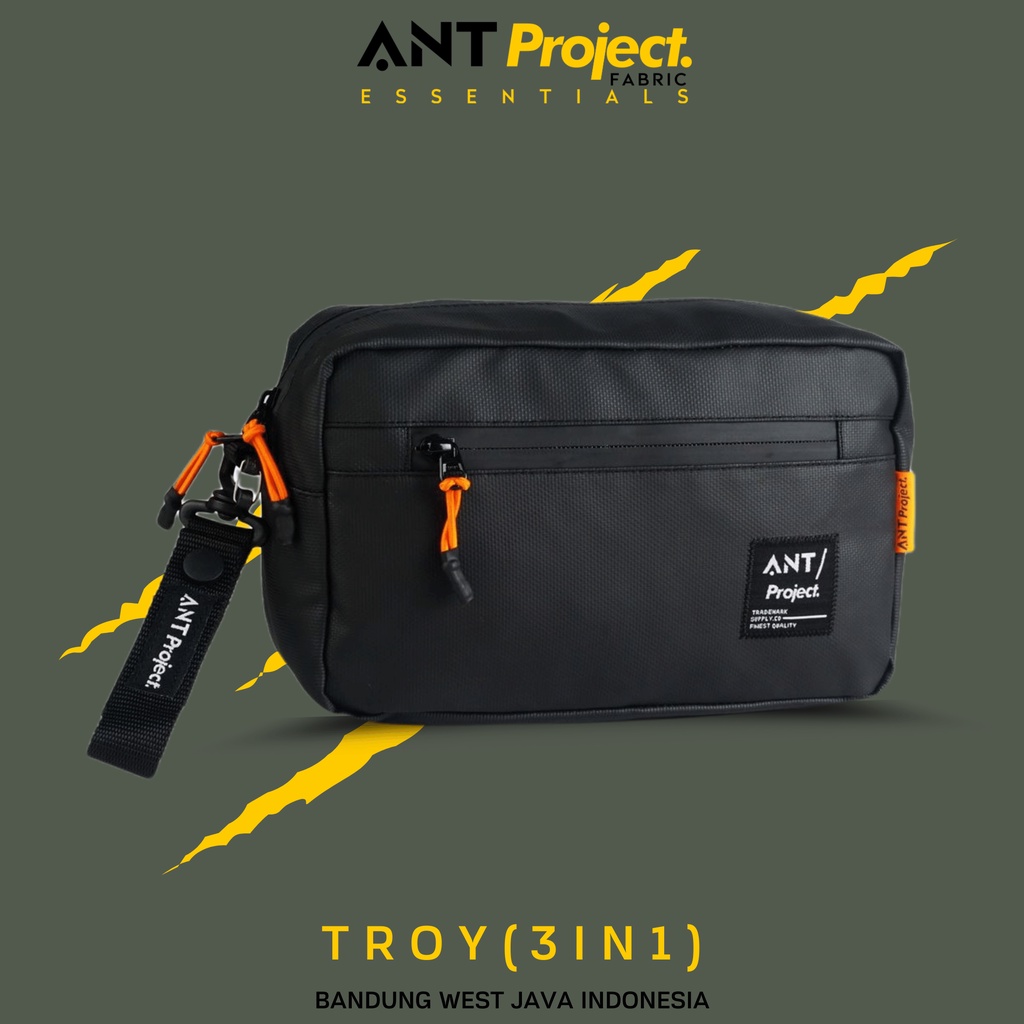 ANT Project.
FABRIC
ESSENTIALS
ANT Project.
ANT/
Project.
TRADEMARK
SUPPLY.CO
FINEST QUALITY
ANT Project.
TROY(3IN1)
BANDUNG WEST JAVA INDONESIA